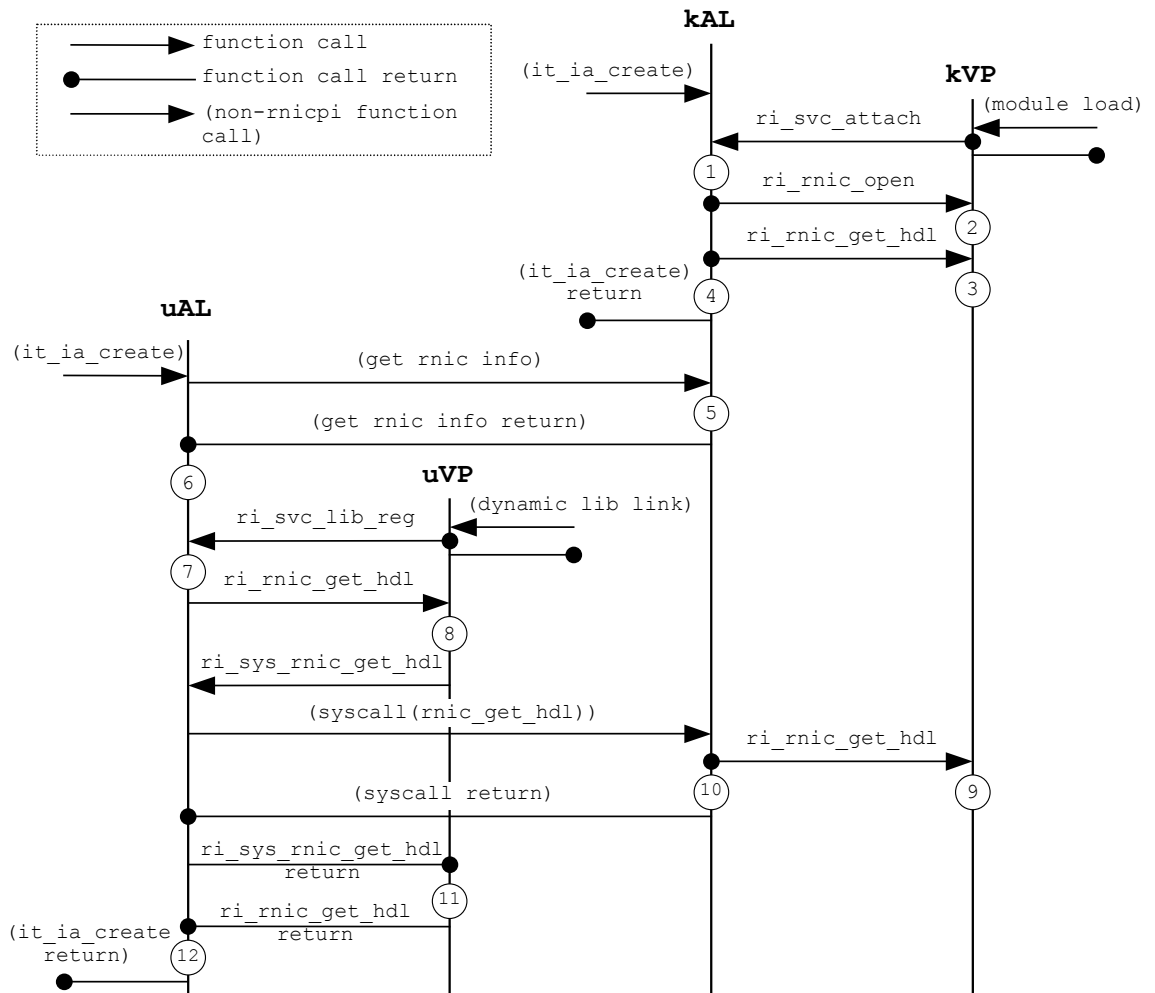 kAL
function call
function call return
(non-rnicpi function
call)
(it_ia_create)
kVP
(module load)
ri_svc_attach
1
ri_rnic_open
2
ri_rnic_get_hdl
(it_ia_create)
return
4
3
uAL
(it_ia_create)
(get rnic info)
5
(get rnic info return)
6
uVP
(dynamic lib link)
ri_svc_lib_reg
7
ri_rnic_get_hdl
8
ri_sys_rnic_get_hdl
(syscall(rnic_get_hdl))
ri_rnic_get_hdl
(syscall return)
10
9
ri_sys_rnic_get_hdl
return
11
ri_rnic_get_hdl
return
(it_ia_create
return)
12